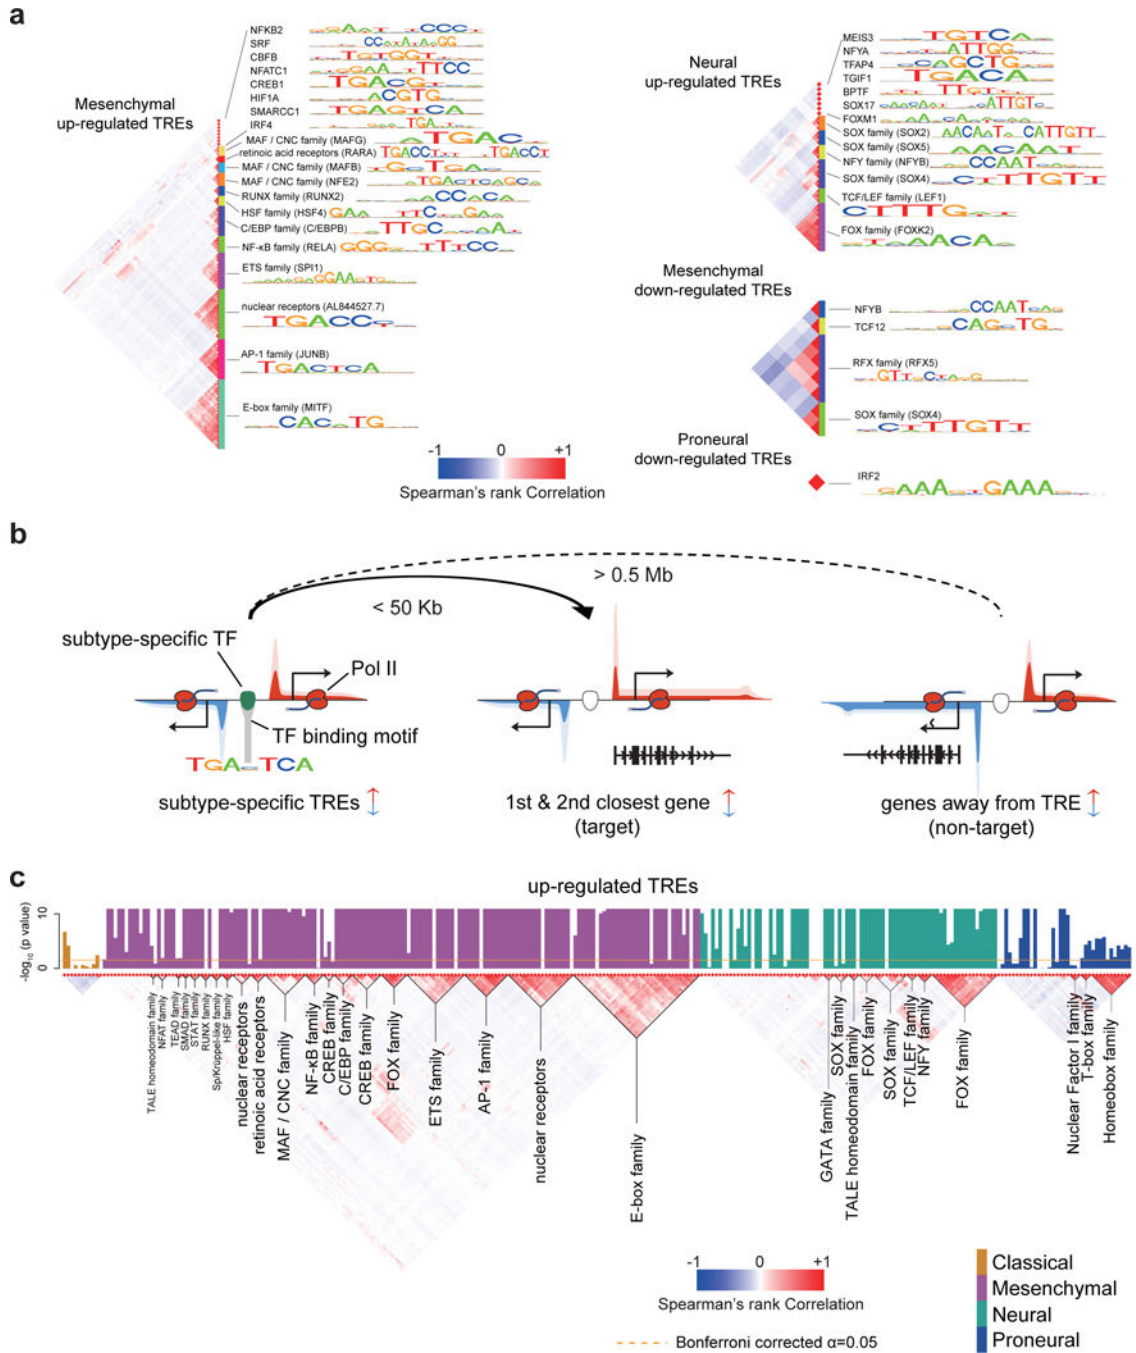 a
Mesenchymal
up-regulated TREs
NFKB2
SRF
CBFB
NFATC1
CREB1
HIF1A
SMARCC1
IRF4
MAF / CNC family (MAFG)
retinoic acid receptors (RARA)
MAF / CNC family (MAFB)
MAF / CNC family (NFE2)
RUNX family (RUNX2)
HSF family (HSF4)
C/EBP family (C/EBPB)
NF-κB family (RELA)
ETS family (SPI1)
nuclear receptors (AL844527.7)
AP-1 family (JUNB)
E-box family (MITF)
Neural
up-regulated TREs
MEIS3
NFYA
TFAP4
TGIF1
BPTF
SOX17
FOXM1
SOX family (SOX2)
SOX family (SOX5)
NFY family (NFYB)
SOX family (SOX4)
TCF/LEF family (LEF1)
FOX family (FOXK2)
Mesenchymal
down-regulated TREs
NFYB
TCF12
RFX family (RFX5)
SOX family (SOX4)
Proneural
down-regulated TREs
IRF2
-1 0 +1
Spearman's rank Correlation
b
> 0.5 Mb
< 50 Kb
subtype-specific TF
Pol II
TF binding motif
TGA TCA
subtype-specific TREs
1st & 2nd closest gene
(target)
genes away from TRE
(non-target)
c
up-regulated TREs
-log10 (p value)
10
0
TALE homeodomain family
NFAT family
TEAD family
SMAD family
STAT family
RUNX family
Sp/Krüppel-like family
HSF family
nuclear receptors
retinoic acid receptors
MAF / CNC family
NF-κB family
CREB family
C/EBP family
CREB family
FOX family
ETS family
AP-1 family
nuclear receptors
E-box family
GATA family
SOX family
TALE homeodomain family
FOX family
SOX family
TCF/LEF family
NFY family
FOX family
Nuclear Factor I family
T-box family
Homeobox family
-1 0 +1
Spearman's rank Correlation
Bonferroni corrected α=0.05
Classical
Mesenchymal
Neural
Proneural